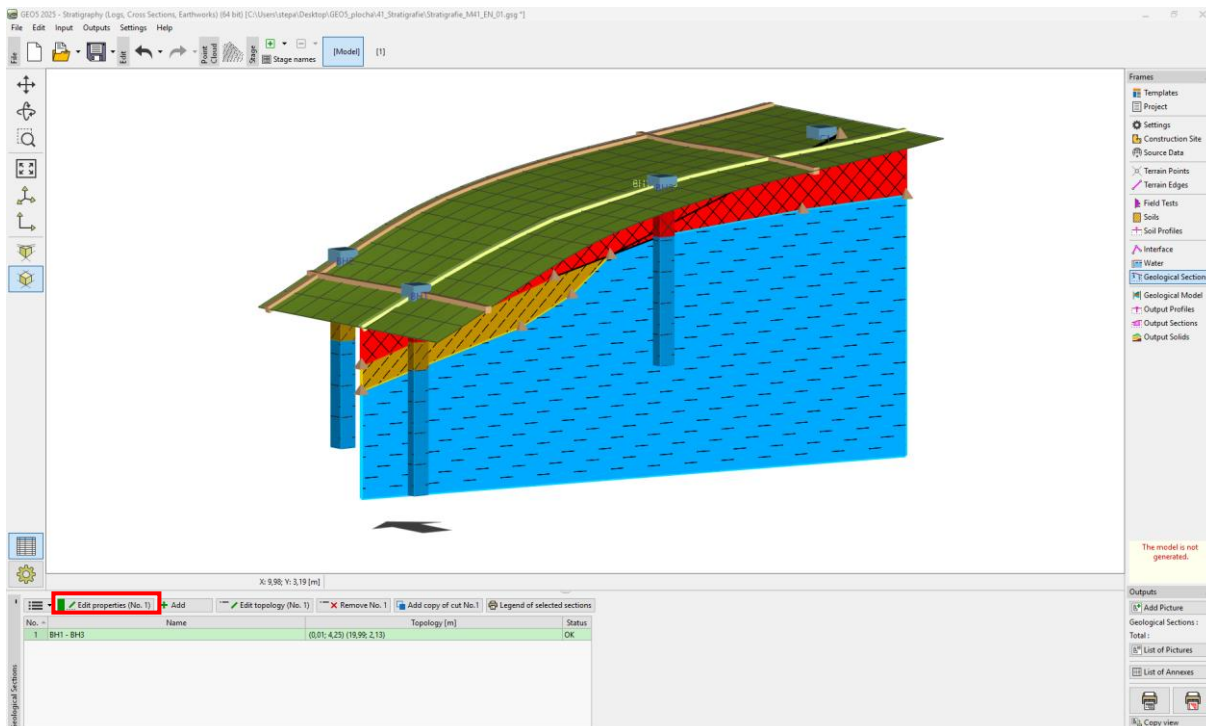 GEO5 2025 - Stratigraphy (Logs, Cross Sections, Earthworks) (64 bit) [C:\Users\stepa\Desktop\GEO5_plocha\41_Stratigrafie\Stratigrafie_M41_EN_01.gsg *]
File Edit Input Outputs Settings Help
File
Edit
Point Cloud
Stage
Stage names
[Model]
[1]
Frames
Templates
Project
Settings
Construction Site
Source Data
Terrain Points
Terrain Edges
Field Tests
Soils
Soil Profiles
Interface
Water
Geological Section
Geological Model
Output Profiles
Output Sections
Output Solids
The model is not
generated.
X: 9,98; Y: 3,19 [m]
Edit properties (No. 1) Add Edit topology (No. 1) Remove No. 1 Add copy of cut No.1 Legend of selected sections
No. Name Topology [m] Status
1 BH1 - BH3 (0,01; 4,25) (19,99; 2,13) OK
Geological Sections
Outputs
Add Picture
Geological Sections :
Total :
List of Pictures
List of Annexes
Copy view